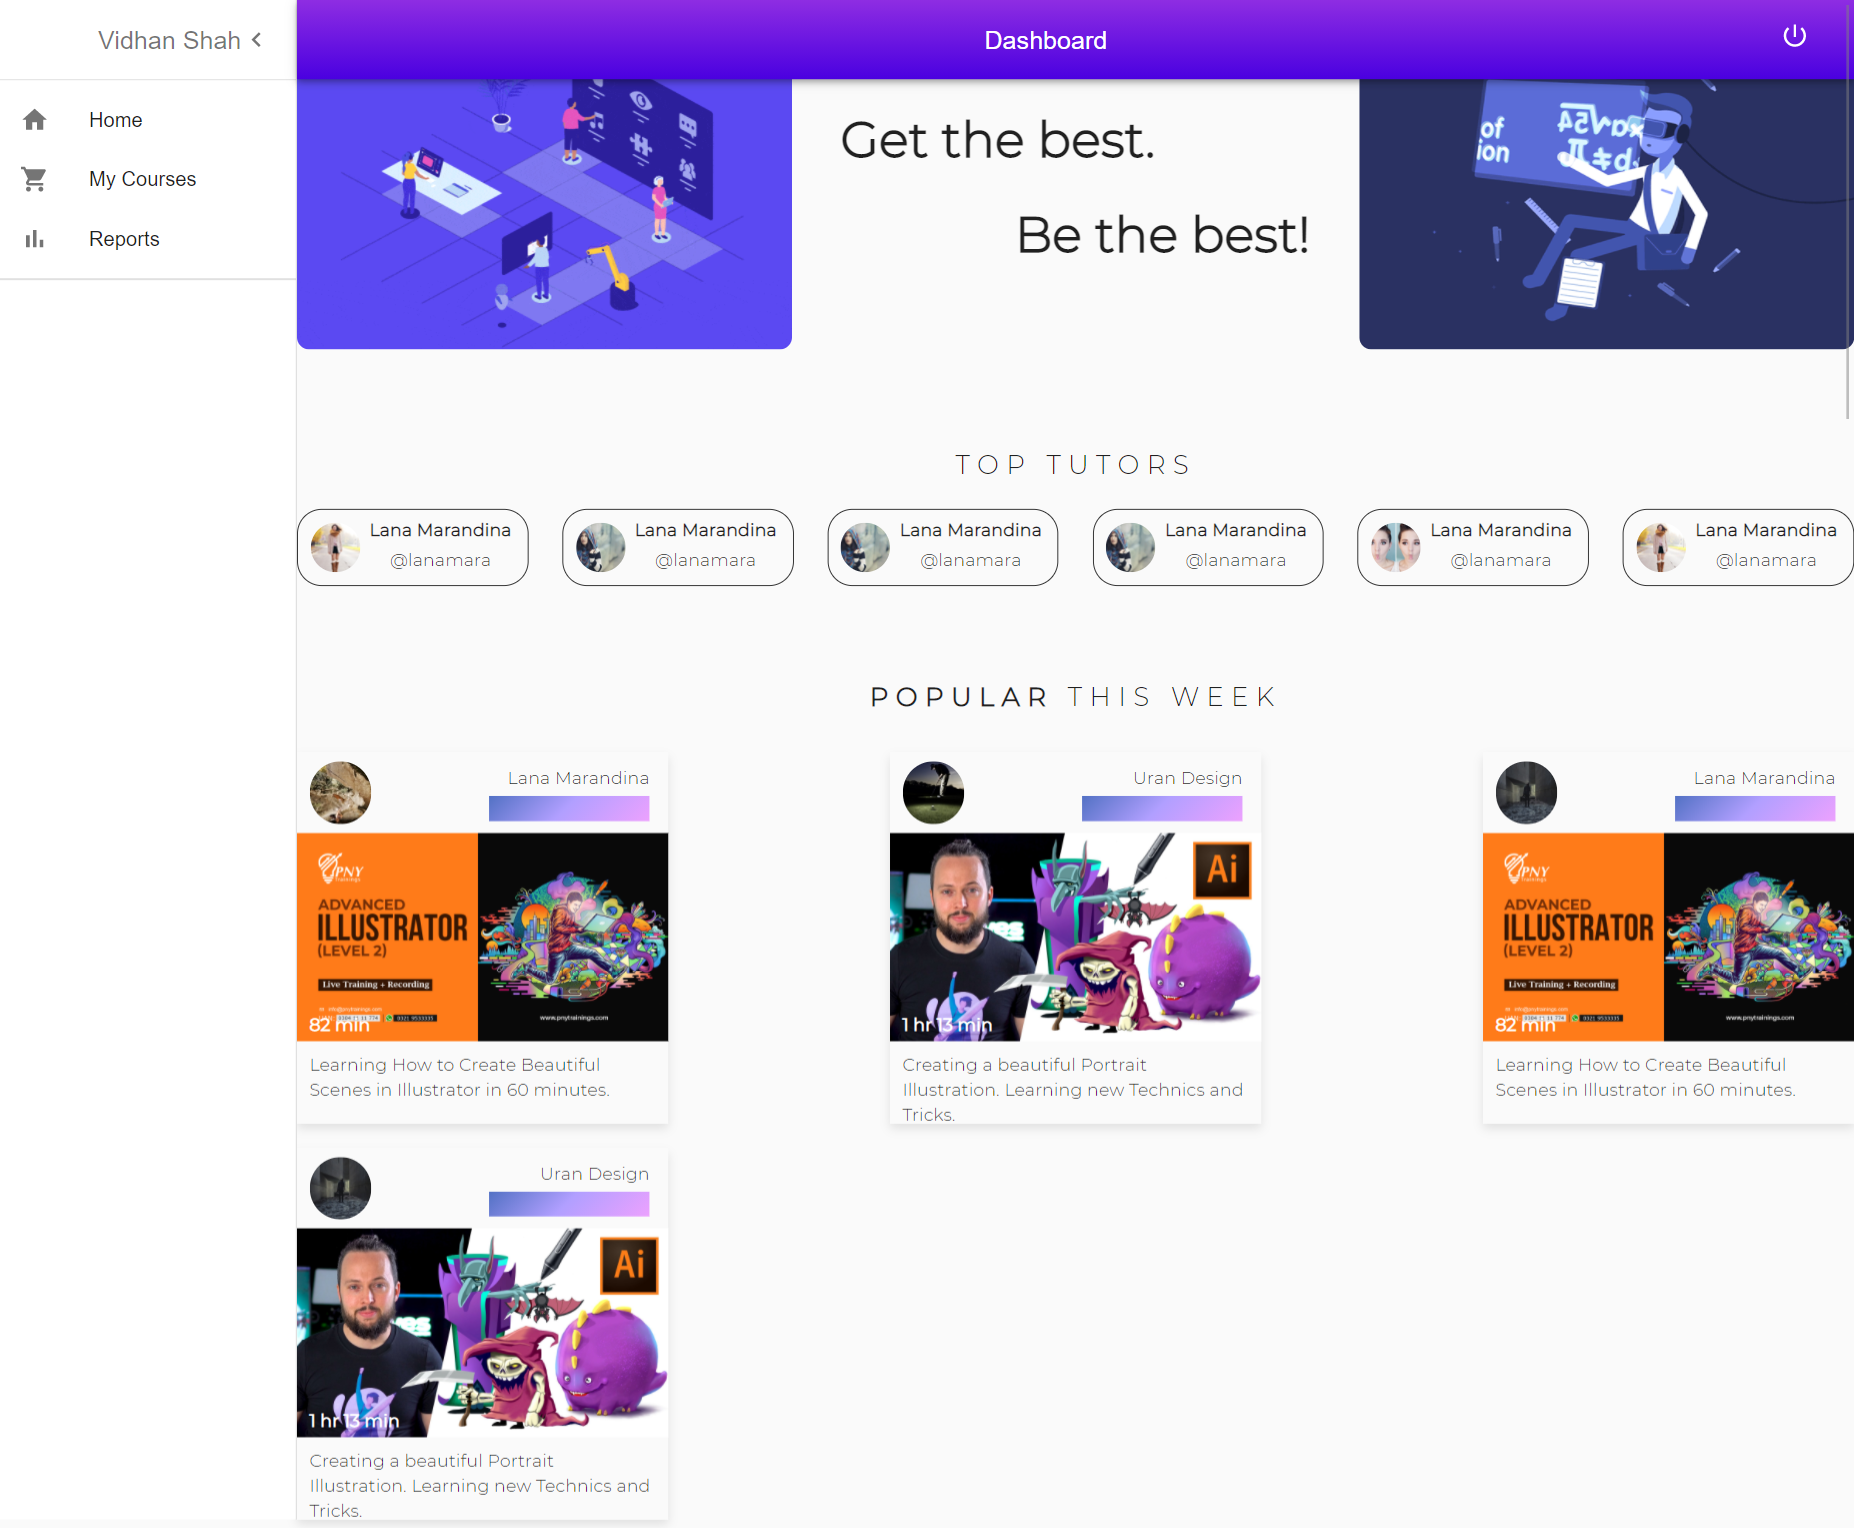 Vidhan Shah
Dashboard
Home
My Courses
Reports
Get the best.
Be the best!
of
ion
TOP TUTORS
Lana Marandina
@lanamara
Lana Marandina
@lanamara
Lana Marandina
@lanamara
Lana Marandina
@lanamara
Lana Marandina
@lanamara
Lana Marandina
@lanamara
POPULAR THIS WEEK
Lana Marandina
PNY
ADVANCED
ILLUSTRATOR
(LEVEL 2)
Live Training + Recording
www.pnytrainings.com
82 min
Learning How to Create Beautiful
Scenes in Illustrator in 60 minutes.
Uran Design
Ai
1 hr 13 min
Creating a beautiful Portrait
Illustration. Learning new Technics and
Tricks.
Lana Marandina
PNY
ADVANCED
ILLUSTRATOR
(LEVEL 2)
Live Training + Recording
www.pnytrainings.com
82 min
Learning How to Create Beautiful
Scenes in Illustrator in 60 minutes.
Uran Design
Ai
1 hr 13 min
Creating a beautiful Portrait
Illustration. Learning new Technics and
Tricks.